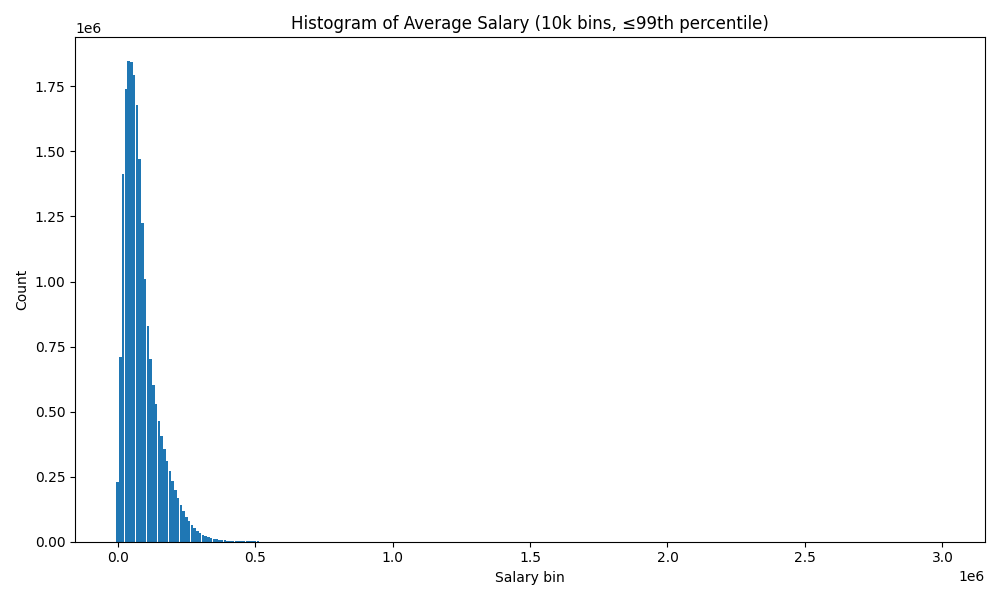 Histogram of Average Salary (10k bins, ≤99th percentile)
1e6
1.75
1.50
1.25
1.00
0.75
0.50
0.25
0.00
Count
0.0 0.5 1.0 1.5 2.0 2.5 3.0
Salary bin
1e6